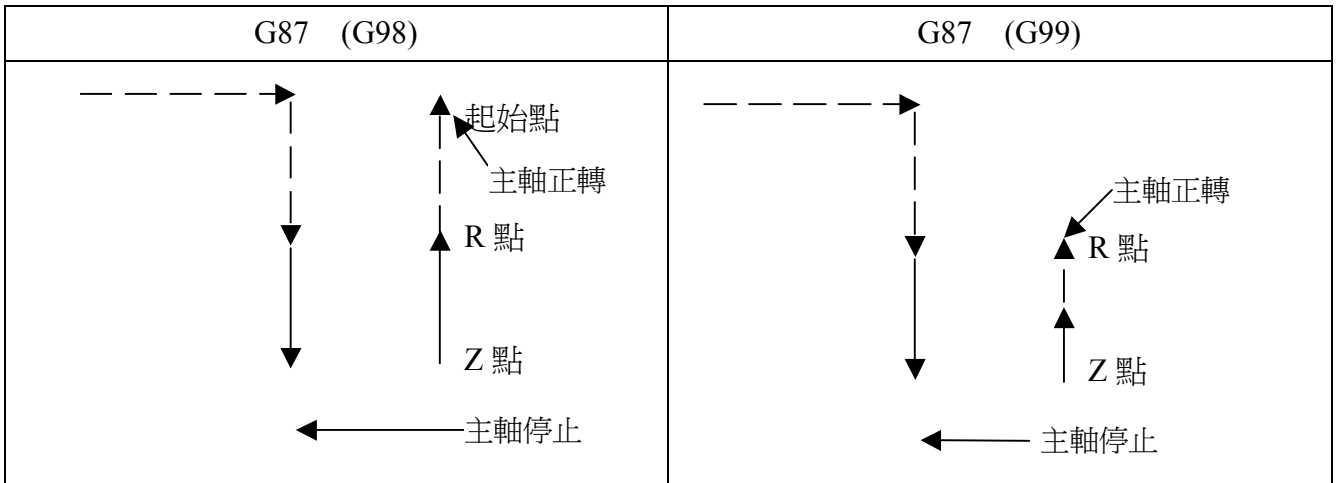 G87 (G98)
G87 (G99)
起始點
主軸正轉
R 點
Z 點
主軸停止
主軸正轉
R 點
Z 點
主軸停止